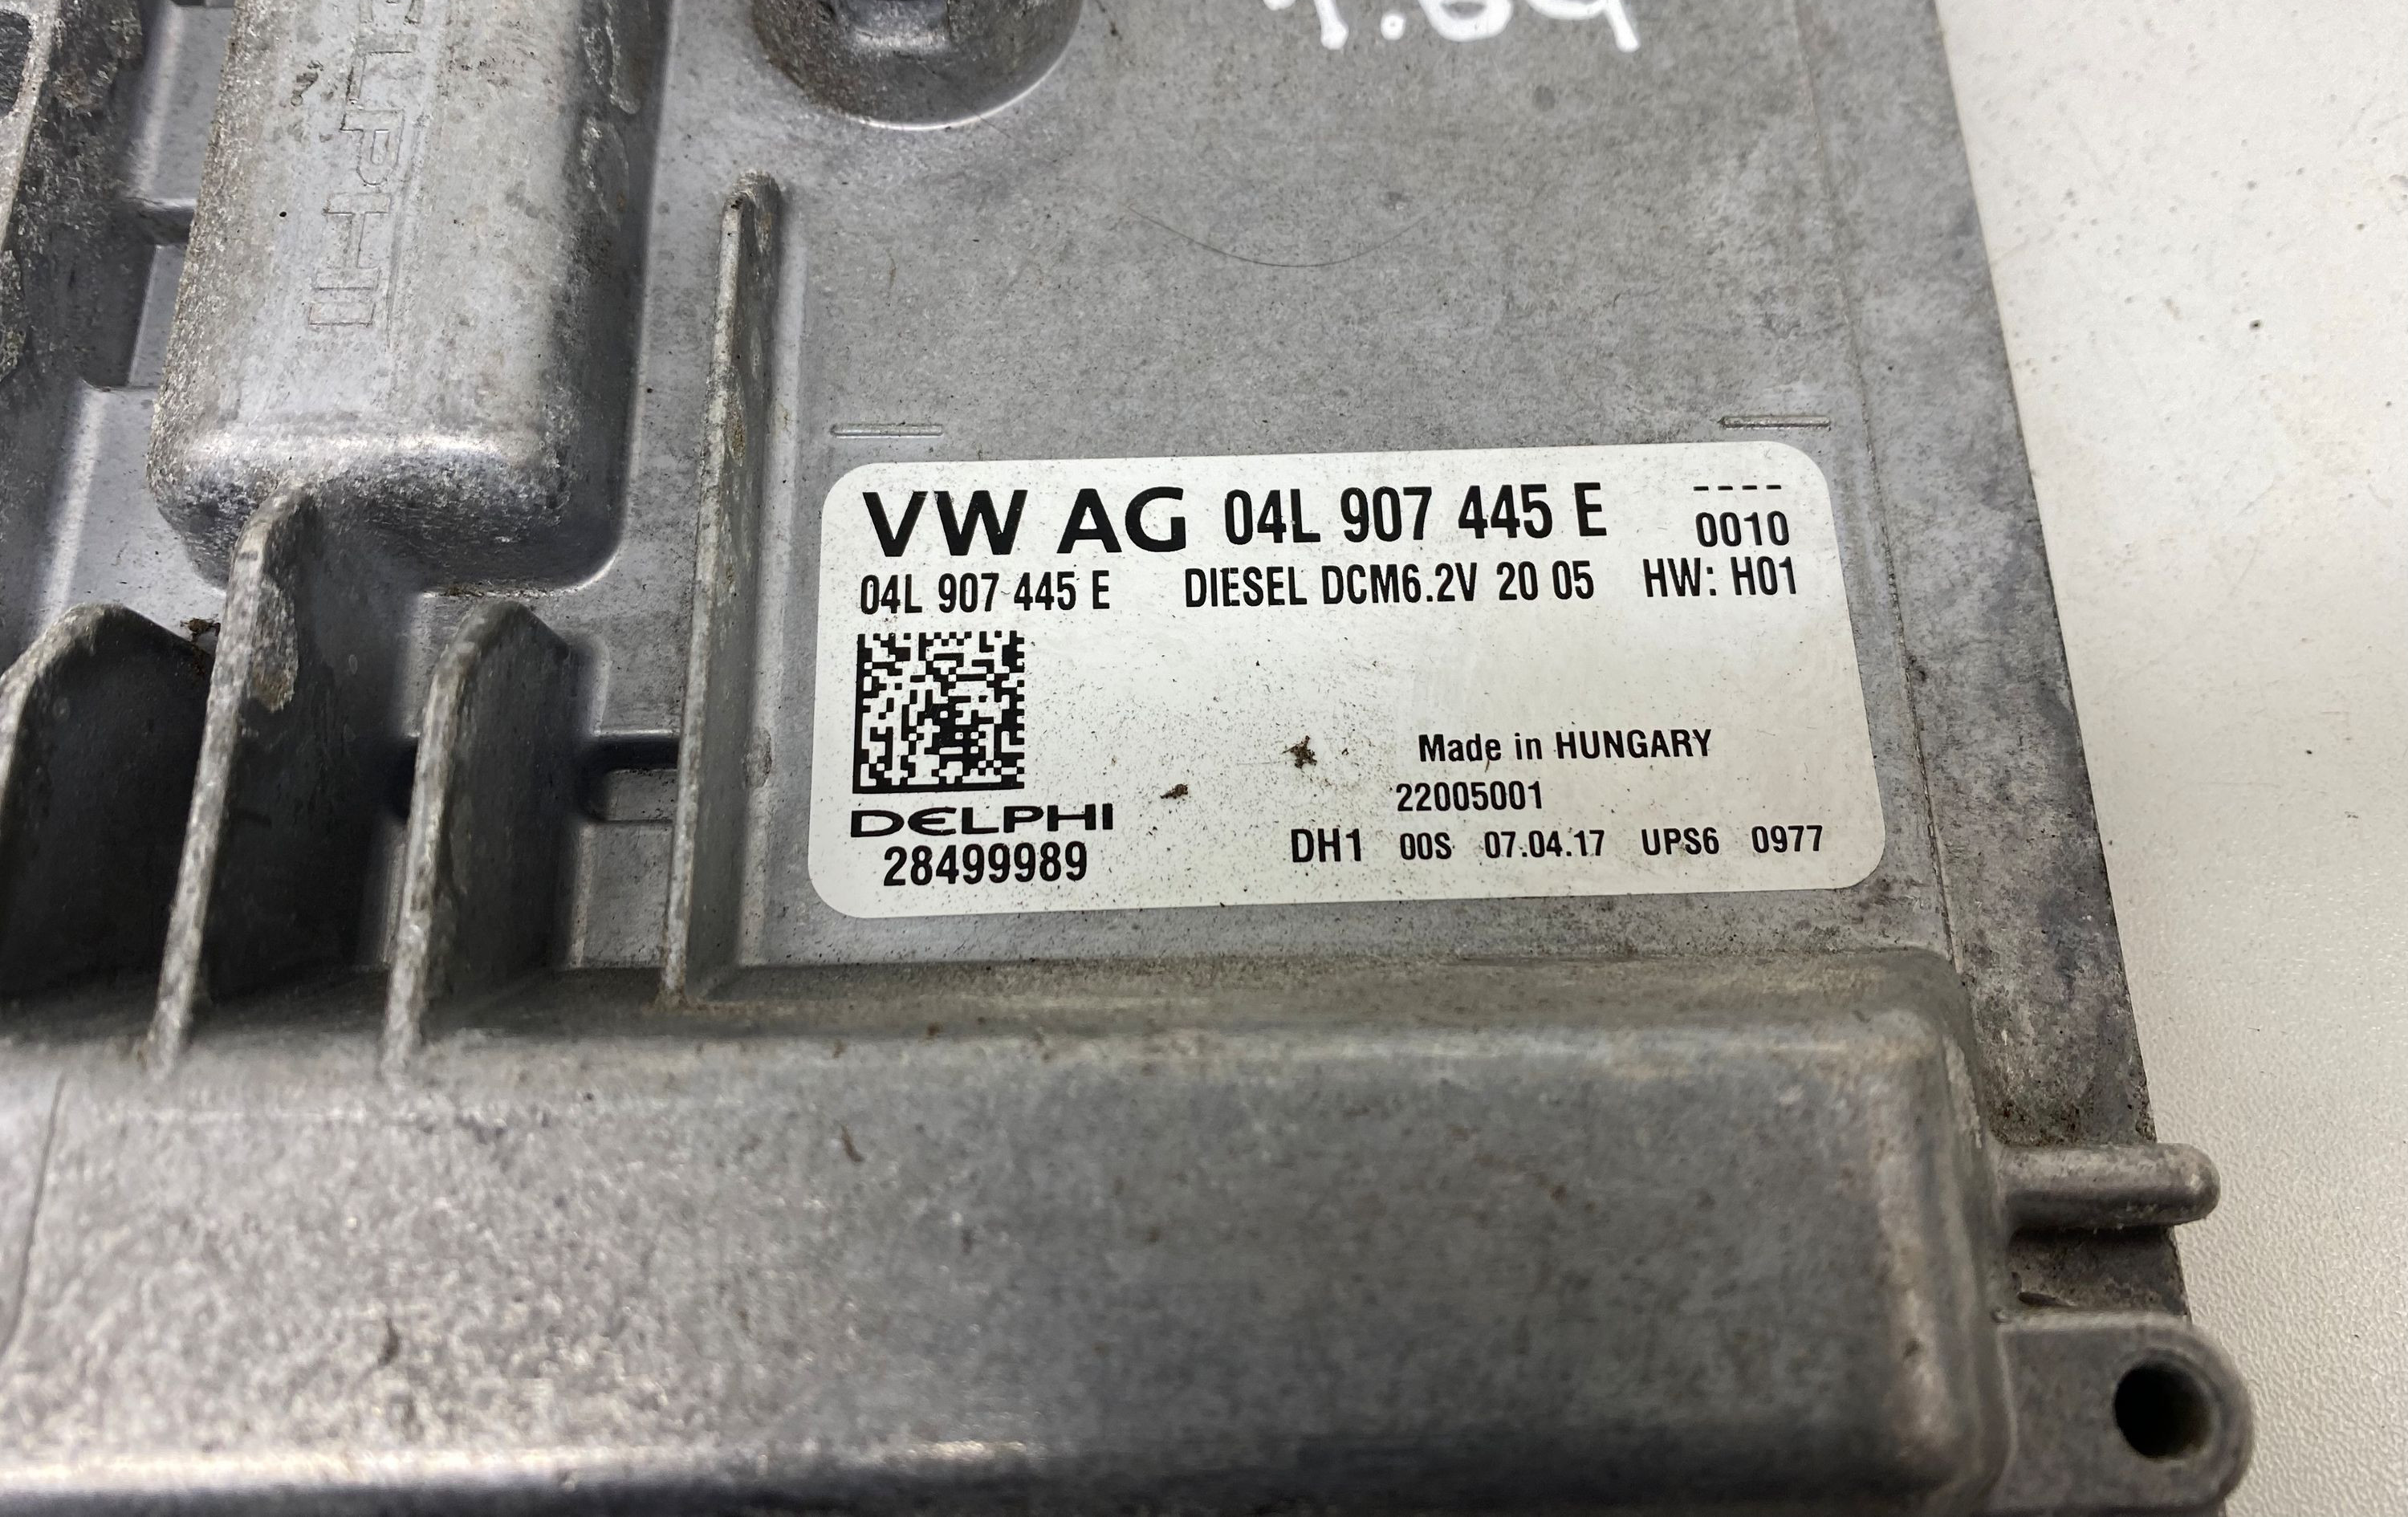 DELPHI
VW AG 04L 907 445 E
----
0010
04L 907 445 E DIESEL DCM6.2V 20 05 HW: H01
Made in HUNGARY
22005001
DELPHI
28499989
DH1 00S 07.04.17 UPS6 0977